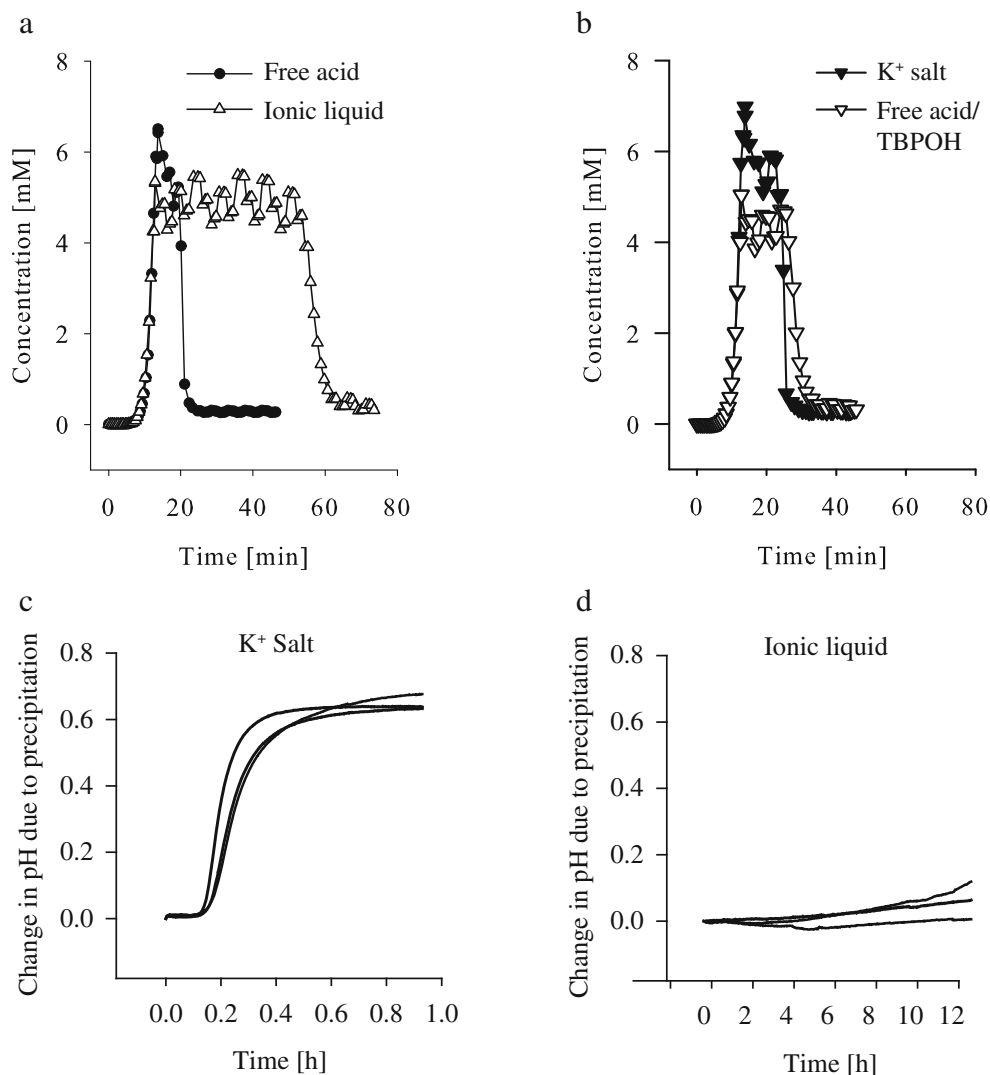 a
8
6
4
2
0
Concentration [mM]
Free acid
Ionic liquid
0 20 40 60 80
Time [min]
b
8
6
4
2
0
Concentration [mM]
K⁺ salt
Free acid/
TBPOH
0 20 40 60 80
Time [min]
c
K⁺ Salt
0.8
0.6
0.4
0.2
0.0
Change in pH due to precipitation
0.0 0.2 0.4 0.6 0.8 1.0
Time [h]
d
Ionic liquid
0.8
0.6
0.4
0.2
0.0
Change in pH due to precipitation
0 2 4 6 8 10 12
Time [h]